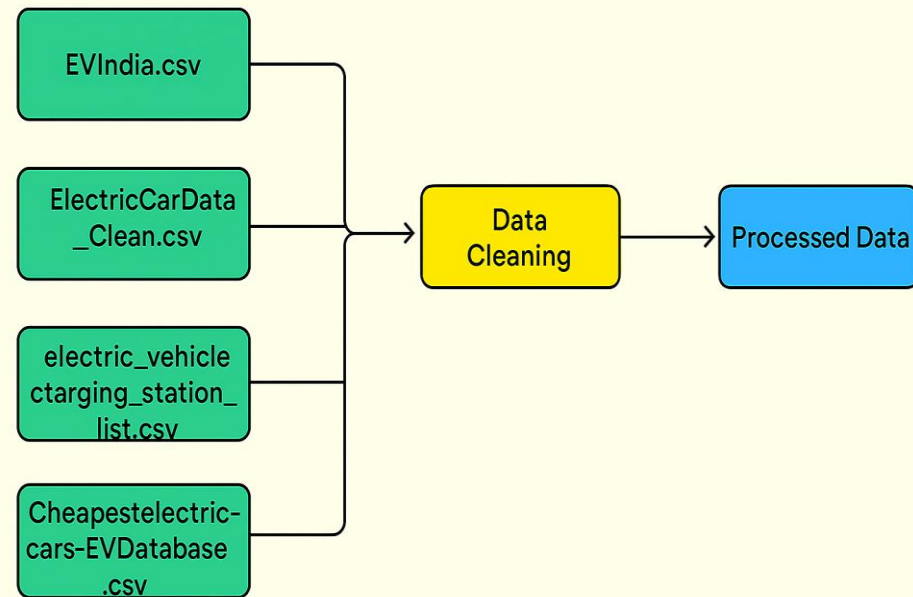 EVIndia.csv
ElectricCarData
_Clean.csv
electric_vehicle
ctarging_station_
list.csv
Cheapestelectric-
cars-EVDatabase
.csv
Data
Cleaning
Processed Data